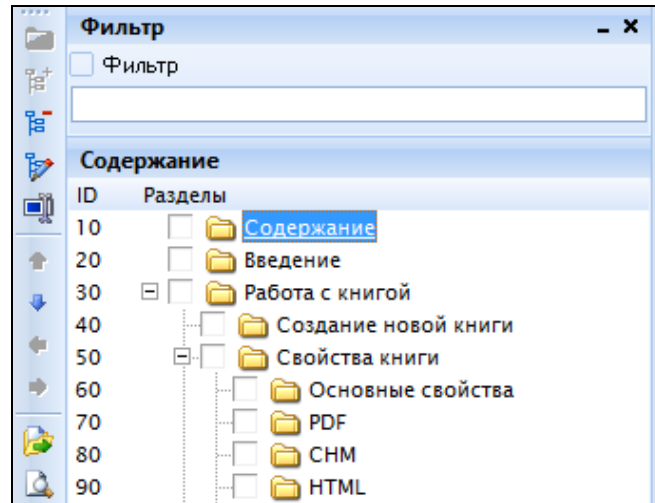 Фильтр
Фильтр
Содержание
ID Разделы
10 Содержание
20 Введение
30 Работа с книгой
40 Создание новой книги
50 Свойства книги
60 Основные свойства
70 PDF
80 CHM
90 HTML